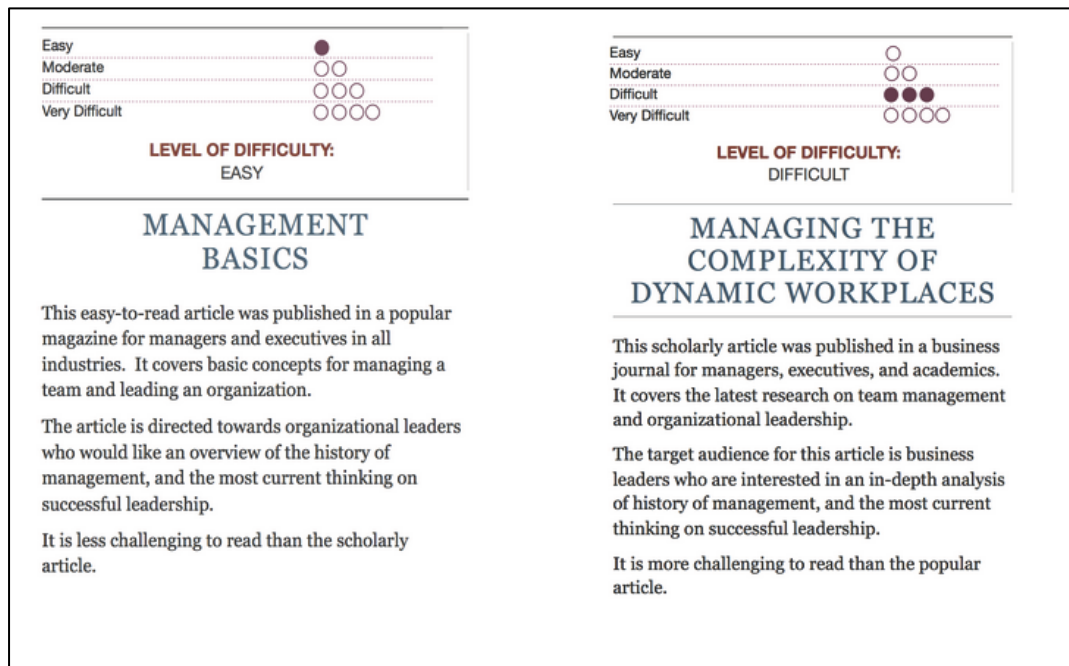 Easy
Moderate
Difficult
Very Difficult
LEVEL OF DIFFICULTY:
EASY
MANAGEMENT
BASICS
This easy-to-read article was published in a popular
magazine for managers and executives in all
industries.  It covers basic concepts for managing a
team and leading an organization.
The article is directed towards organizational leaders
who would like an overview of the history of
management, and the most current thinking on
successful leadership.
It is less challenging to read than the scholarly
article.
Easy
Moderate
Difficult
Very Difficult
LEVEL OF DIFFICULTY:
DIFFICULT
MANAGING THE
COMPLEXITY OF
DYNAMIC WORKPLACES
This scholarly article was published in a business
journal for managers, executives, and academics.
It covers the latest research on team management
and organizational leadership.
The target audience for this article is business
leaders who are interested in an in-depth analysis
of history of management, and the most current
thinking on successful leadership.
It is more challenging to read than the popular
article.